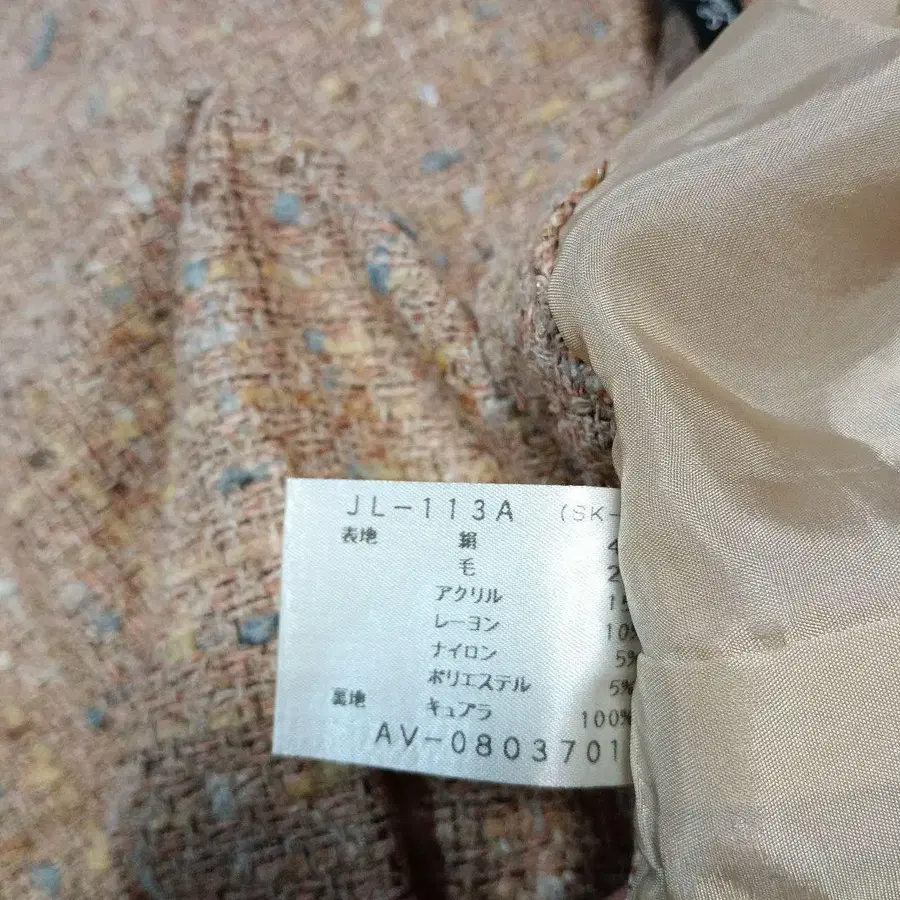 JL-113A (SK-
表地 絹 4
毛 2
アクリル 15
レーヨン 10%
ナイロン 5%
ポリエステル 5%
裏地 キュプラ 100%
AV-0803701